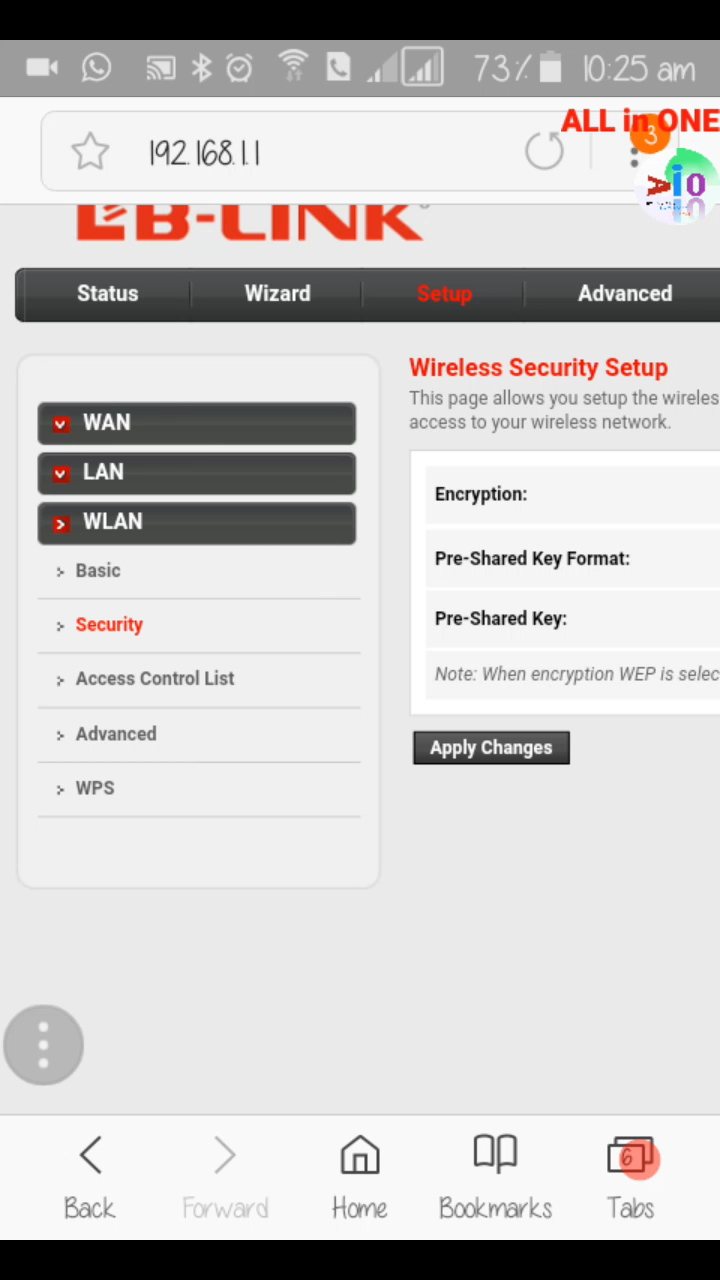 73% 10:25 am
ALL in ONE
192.168.1.1
3
Aio
LB-LINK
Status Wizard Setup Advanced
WAN
LAN
WLAN
Basic
Security
Access Control List
Advanced
WPS
Wireless Security Setup
This page allows you setup the wireles
access to your wireless network.
Encryption:
Pre-Shared Key Format:
Pre-Shared Key:
Note: When encryption WEP is selec
Apply Changes
6
Back Forward Home Bookmarks Tabs